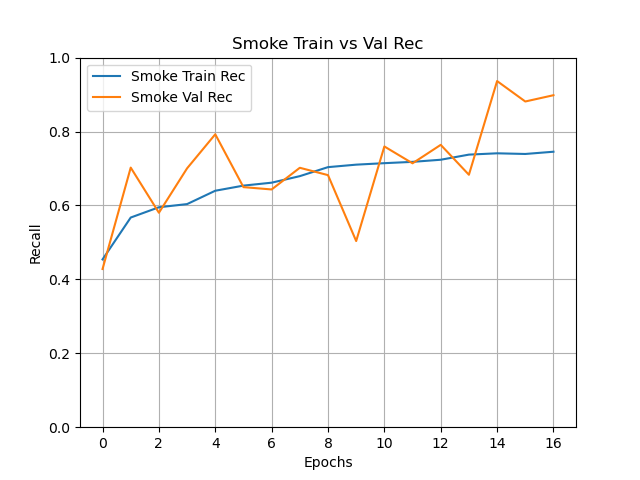 Smoke Train vs Val Rec
Smoke Train Rec
Smoke Val Rec
1.0
0.8
0.6
0.4
0.2
0.0
Recall
0 2 4 6 8 10 12 14 16
Epochs